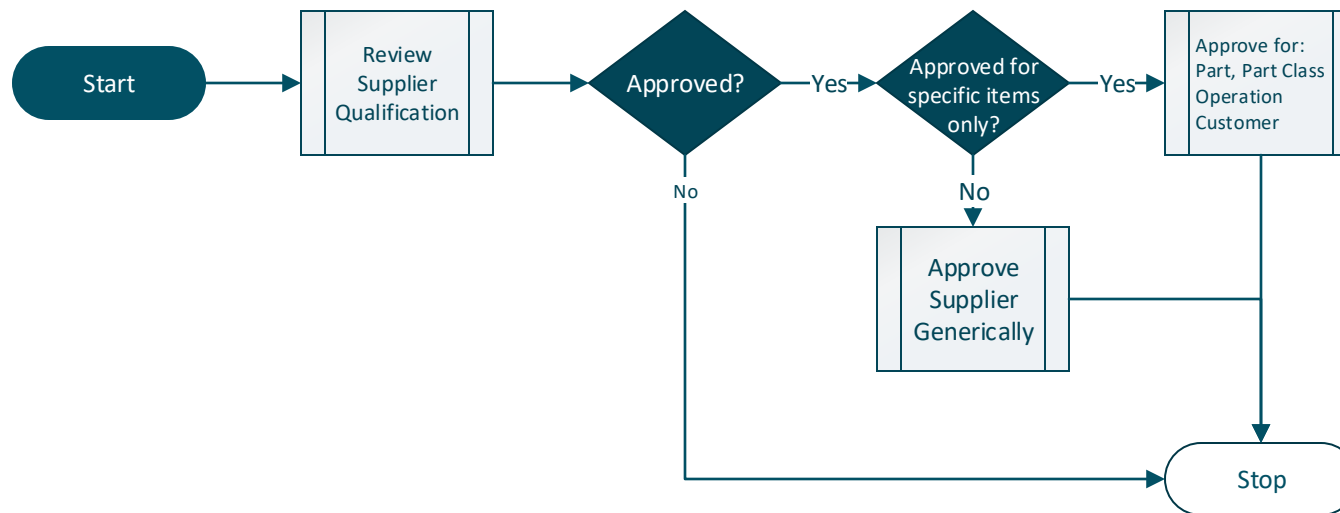 Start
Review
Supplier
Qualification
Approved?
Yes
Approved for
specific items
only?
Yes
Approve for:
Part, Part Class
Operation
Customer
No
No
Approve
Supplier
Generically
Stop